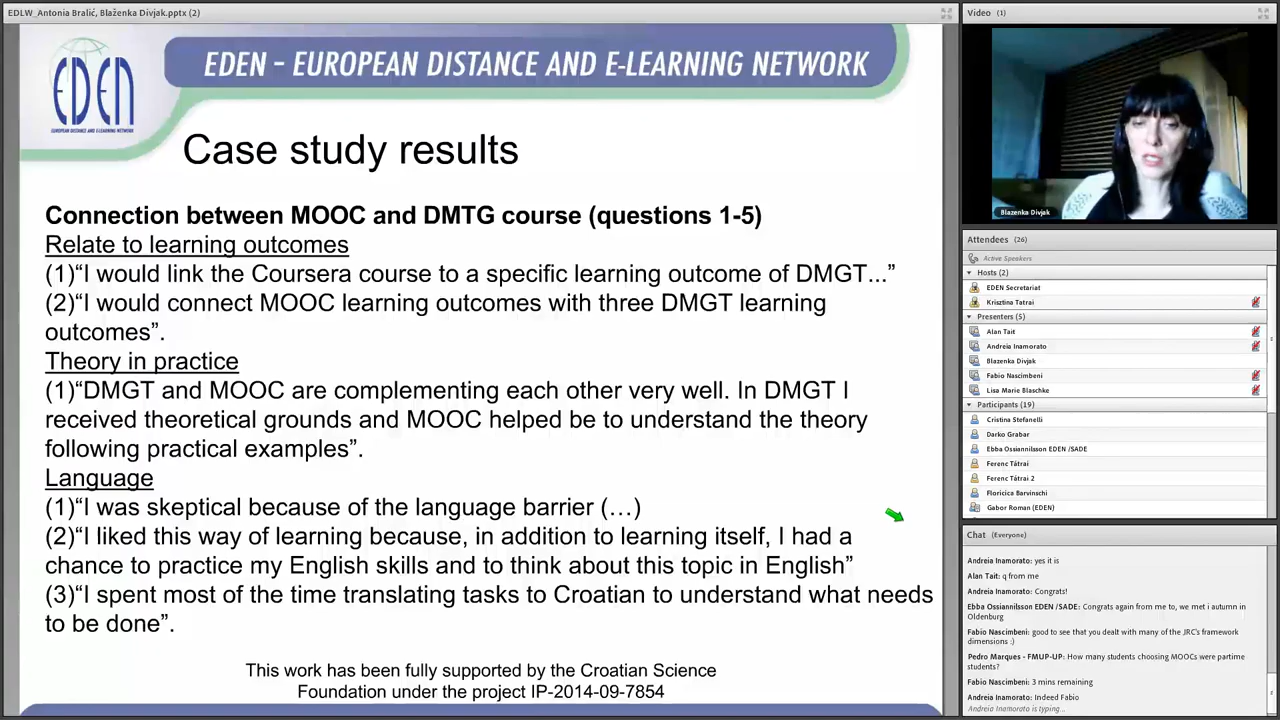 EDLW_Antonia Bralić, Blaženka Divjak.pptx (2)
EDEN
EUROPEAN DISTANCE AND E-LEARNING NETWORK
EDEN – EUROPEAN DISTANCE AND E-LEARNING NETWORK
Case study results
Connection between MOOC and DMTG course (questions 1-5)
Relate to learning outcomes
(1)“I would link the Coursera course to a specific learning outcome of DMGT...”
(2)“I would connect MOOC learning outcomes with three DMGT learning
outcomes”.
Theory in practice
(1)“DMGT and MOOC are complementing each other very well. In DMGT I
received theoretical grounds and MOOC helped be to understand the theory
following practical examples”.
Language
(1)“I was skeptical because of the language barrier (…)
(2)“I liked this way of learning because, in addition to learning itself, I had a
chance to practice my English skills and to think about this topic in English”
(3)“I spent most of the time translating tasks to Croatian to understand what needs
to be done”.
This work has been fully supported by the Croatian Science
Foundation under the project IP-2014-09-7854
Video (1)
Blazenka Divjak
Attendees (26)
Active Speakers
Hosts (2)
EDEN Secretariat
Krisztina Tatrai
Presenters (5)
Alan Tait
Andreia Inamorato
Blazenka Divjak
Fabio Nascimbeni
Lisa Marie Blaschke
Participants (19)
Cristina Stefanelli
Darko Grabar
Ebba Ossiannilsson EDEN /SADE
Ferenc Tátrai
Ferenc Tátrai 2
Floricica Barvinschi
Gabor Roman (EDEN)
Chat (Everyone)
Andreia Inamorato: yes it is
Alan Tait: q from me
Andreia Inamorato: Congrats!
Ebba Ossiannilsson EDEN /SADE: Congrats again from me to, we met i autumn in
Oldenburg
Fabio Nascimbeni: good to see that you dealt with many of the JRC's framework
dimensions :)
Pedro Marques - FMUP-UP: How many students choosing MOOCs were partime
students?
Fabio Nascimbeni: 3 mins remaining
Andreia Inamorato: Indeed Fabio
Andreia Inamorato is typing...